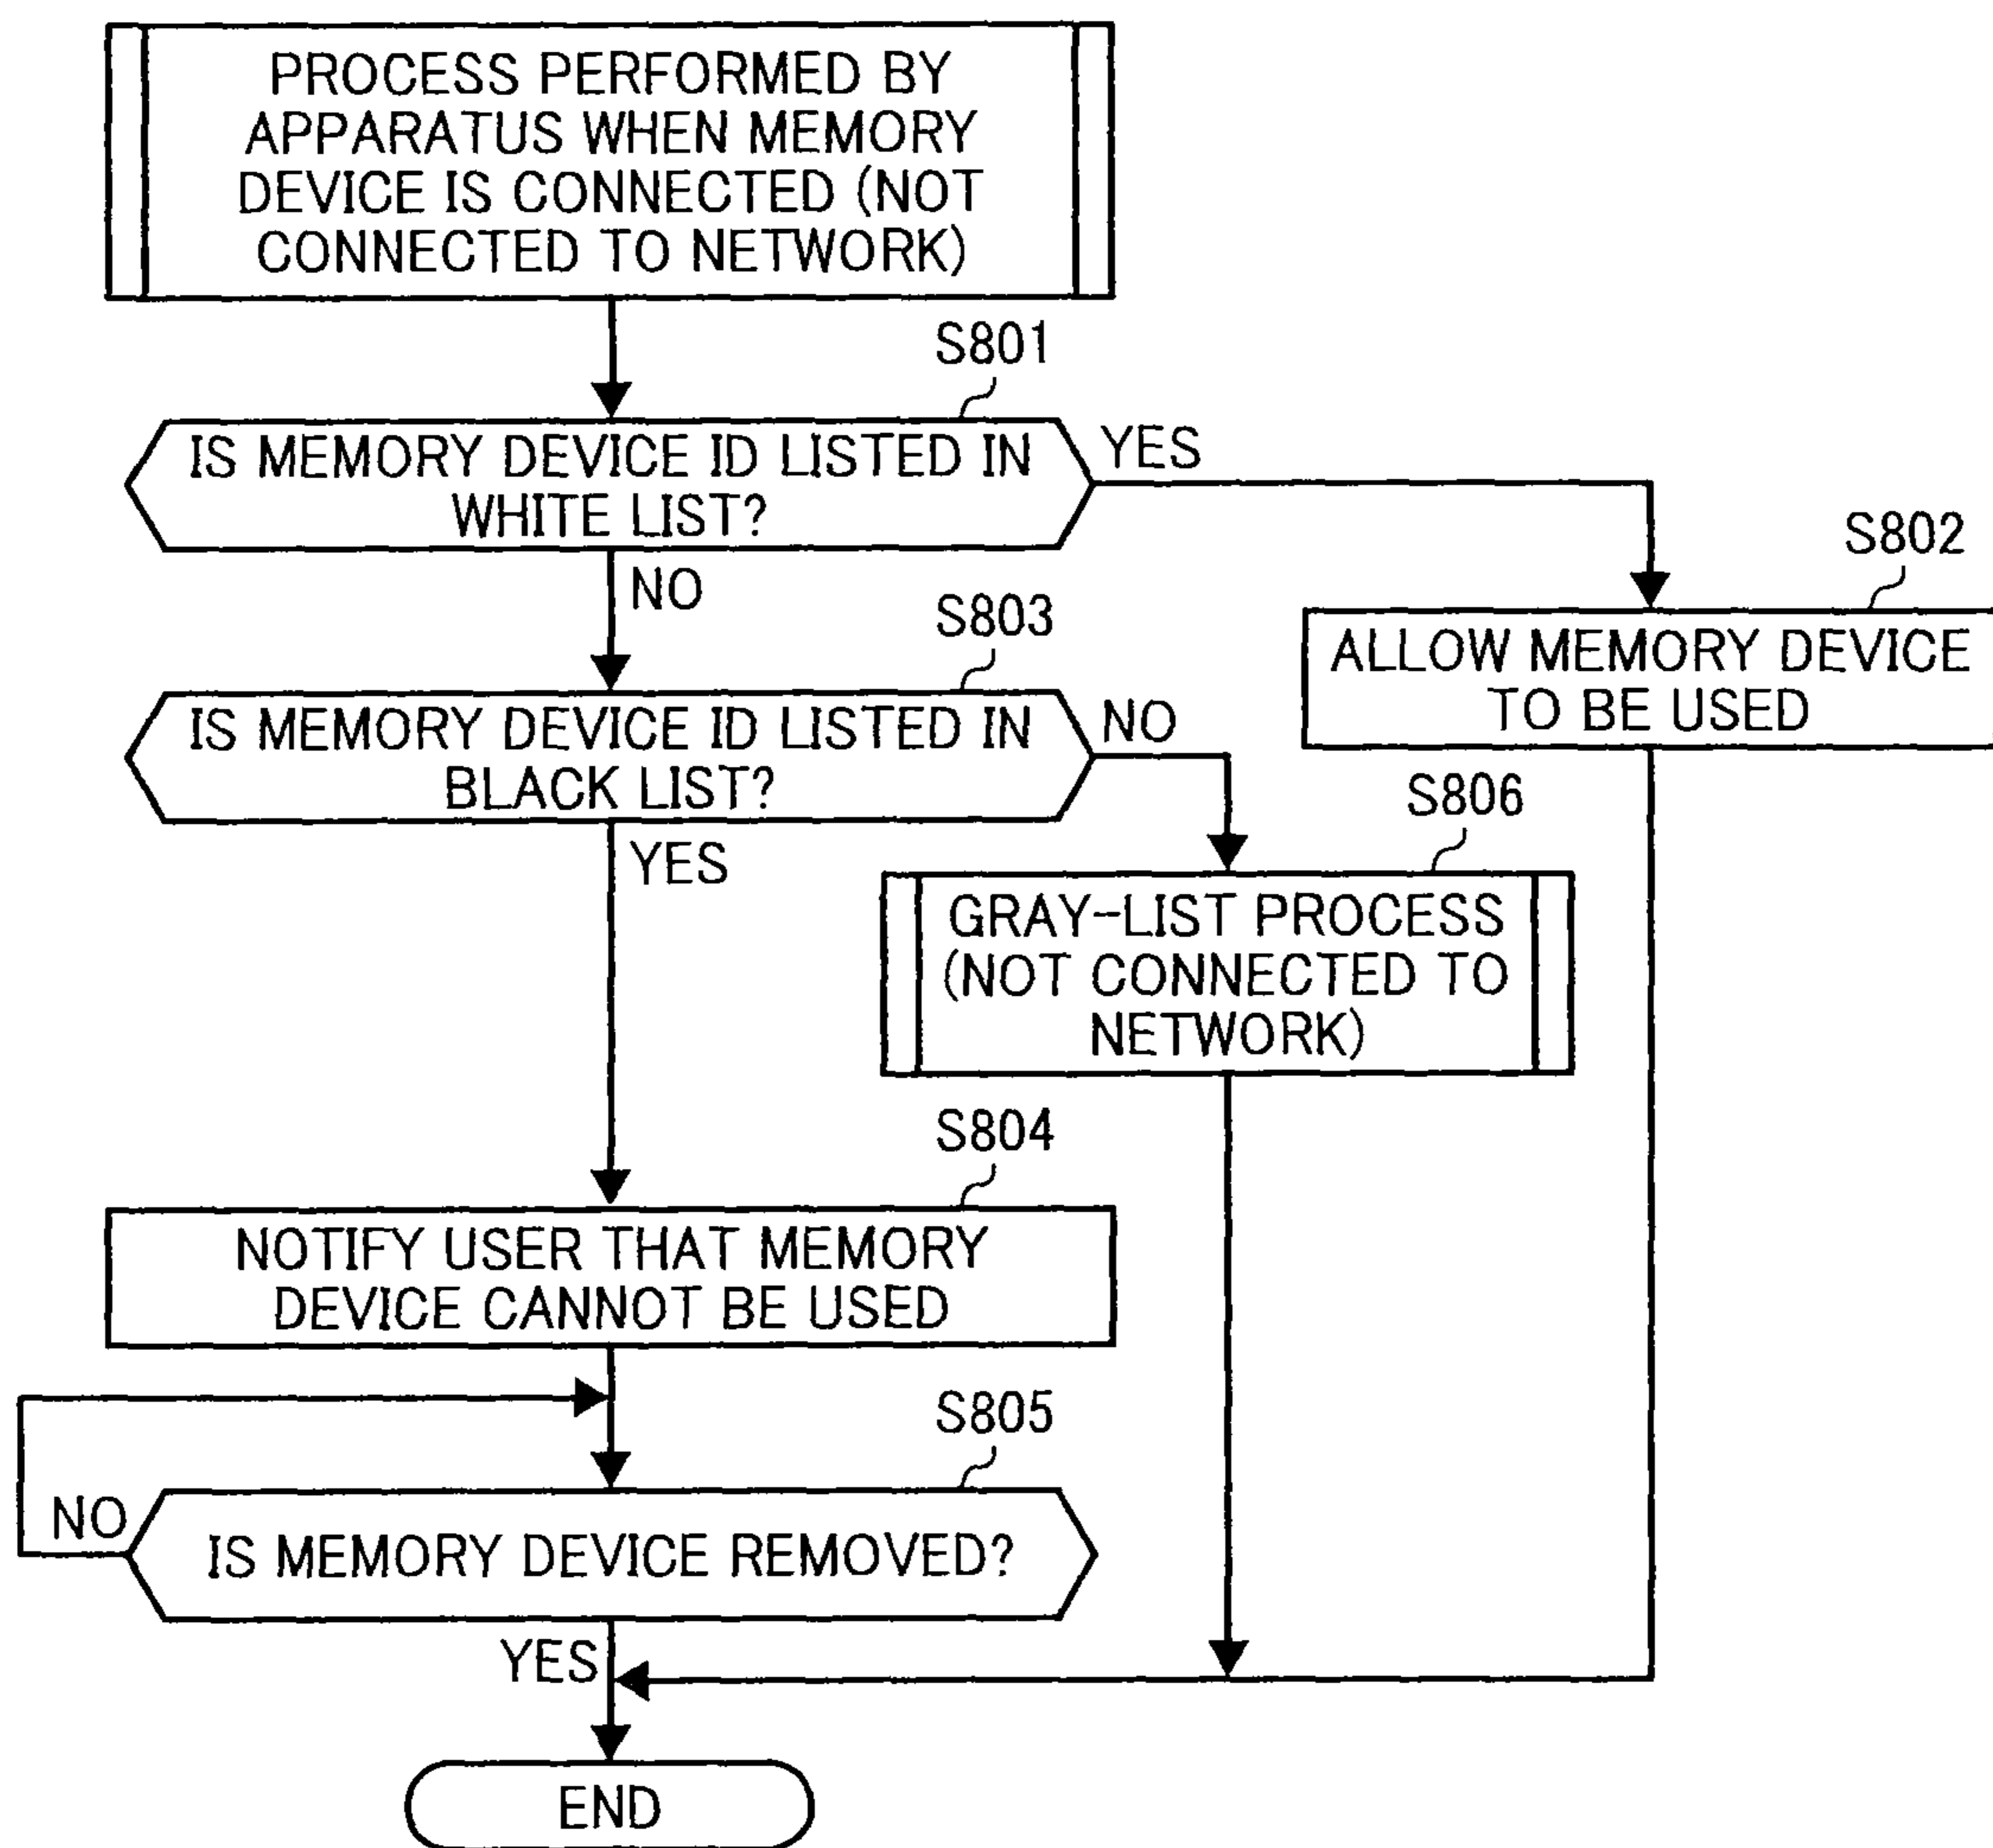 PROCESS PERFORMED BY
APPARATUS WHEN MEMORY
DEVICE IS CONNECTED (NOT
CONNECTED TO NETWORK)
S801
IS MEMORY DEVICE ID LISTED IN
WHITE LIST?
YES
NO
S802
ALLOW MEMORY DEVICE
TO BE USED
S803
IS MEMORY DEVICE ID LISTED IN
BLACK LIST?
NO
YES
S806
GRAY-LIST PROCESS
(NOT CONNECTED TO
NETWORK)
S804
NOTIFY USER THAT MEMORY
DEVICE CANNOT BE USED
S805
NO
IS MEMORY DEVICE REMOVED?
YES
END